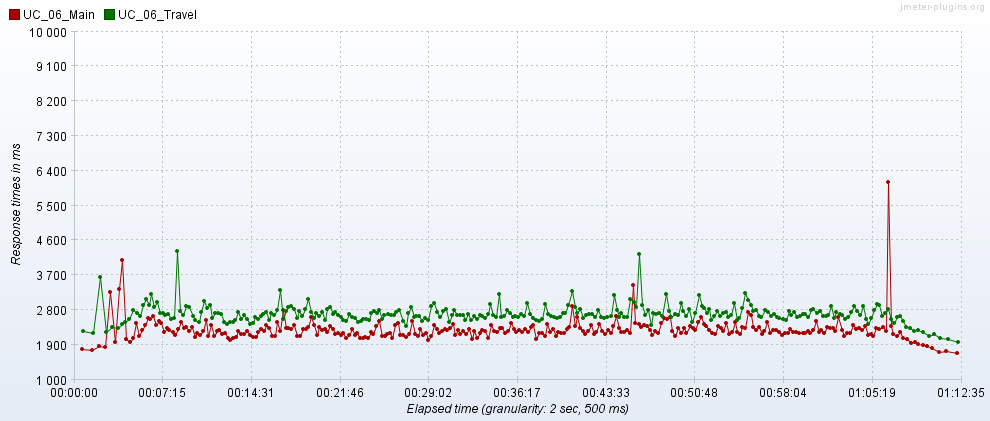 UC_06_Main UC_06_Travel
jmeter-plugins.org
10 000
9 100
8 200
7 300
6 400
5 500
4 600
3 700
2 800
1 900
1 000
Response times in ms
00:00:00 00:07:15 00:14:31 00:21:46 00:29:02 00:36:17 00:43:33 00:50:48 00:58:04 01:05:19 01:12:35
Elapsed time (granularity: 2 sec, 500 ms)